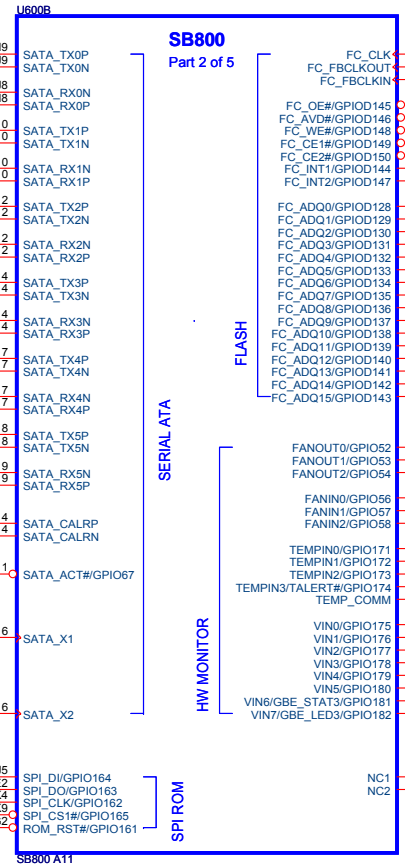 U600B
SB800
Part 2 of 5
SATA_TX0P
SATA_TX0N
SATA_RX0N
SATA_RX0P
SATA_TX1P
SATA_TX1N
SATA_RX1N
SATA_RX1P
SATA_TX2P
SATA_TX2N
SATA_RX2N
SATA_RX2P
SATA_TX3P
SATA_TX3N
SATA_RX3N
SATA_RX3P
SATA_TX4P
SATA_TX4N
SATA_RX4N
SATA_RX4P
SATA_TX5P
SATA_TX5N
SATA_RX5N
SATA_RX5P
SATA_CALRP
SATA_CALRN
SATA_ACT#/GPIO67
SATA_X1
SATA_X2
SERIAL ATA
SPI_DI/GPIO164
SPI_DO/GPIO163
SPI_CLK/GPIO162
SPI_CS1#/GPIO165
ROM_RST#/GPIO161
SPI ROM
FC_CLK
FC_FBCLKOUT
FC_FBCLKIN
FC_OE#/GPIOD145
FC_AVD#/GPIOD146
FC_WE#/GPIOD148
FC_CE1#/GPIOD149
FC_CE2#/GPIOD150
FC_INT1/GPIOD144
FC_INT2/GPIOD147
FC_ADQ0/GPIOD128
FC_ADQ1/GPIOD129
FC_ADQ2/GPIOD130
FC_ADQ3/GPIOD131
FC_ADQ4/GPIOD132
FC_ADQ5/GPIOD133
FC_ADQ6/GPIOD134
FC_ADQ7/GPIOD135
FC_ADQ8/GPIOD136
FC_ADQ9/GPIOD137
FC_ADQ10/GPIOD138
FC_ADQ11/GPIOD139
FC_ADQ12/GPIOD140
FC_ADQ13/GPIOD141
FC_ADQ14/GPIOD142
FC_ADQ15/GPIOD143
FLASH
FANOUT0/GPIO52
FANOUT1/GPIO53
FANOUT2/GPIO54
FANIN0/GPIO56
FANIN1/GPIO57
FANIN2/GPIO58
TEMPIN0/GPIO171
TEMPIN1/GPIO172
TEMPIN2/GPIO173
TEMPIN3/TALERT#/GPIO174
TEMP_COMM
VIN0/GPIO175
VIN1/GPIO176
VIN2/GPIO177
VIN3/GPIO178
VIN4/GPIO179
VIN5/GPIO180
VIN6/GBE_STAT3/GPIO181
VIN7/GBE_LED3/GPIO182
HW MONITOR
NC1
NC2
SB800 A11